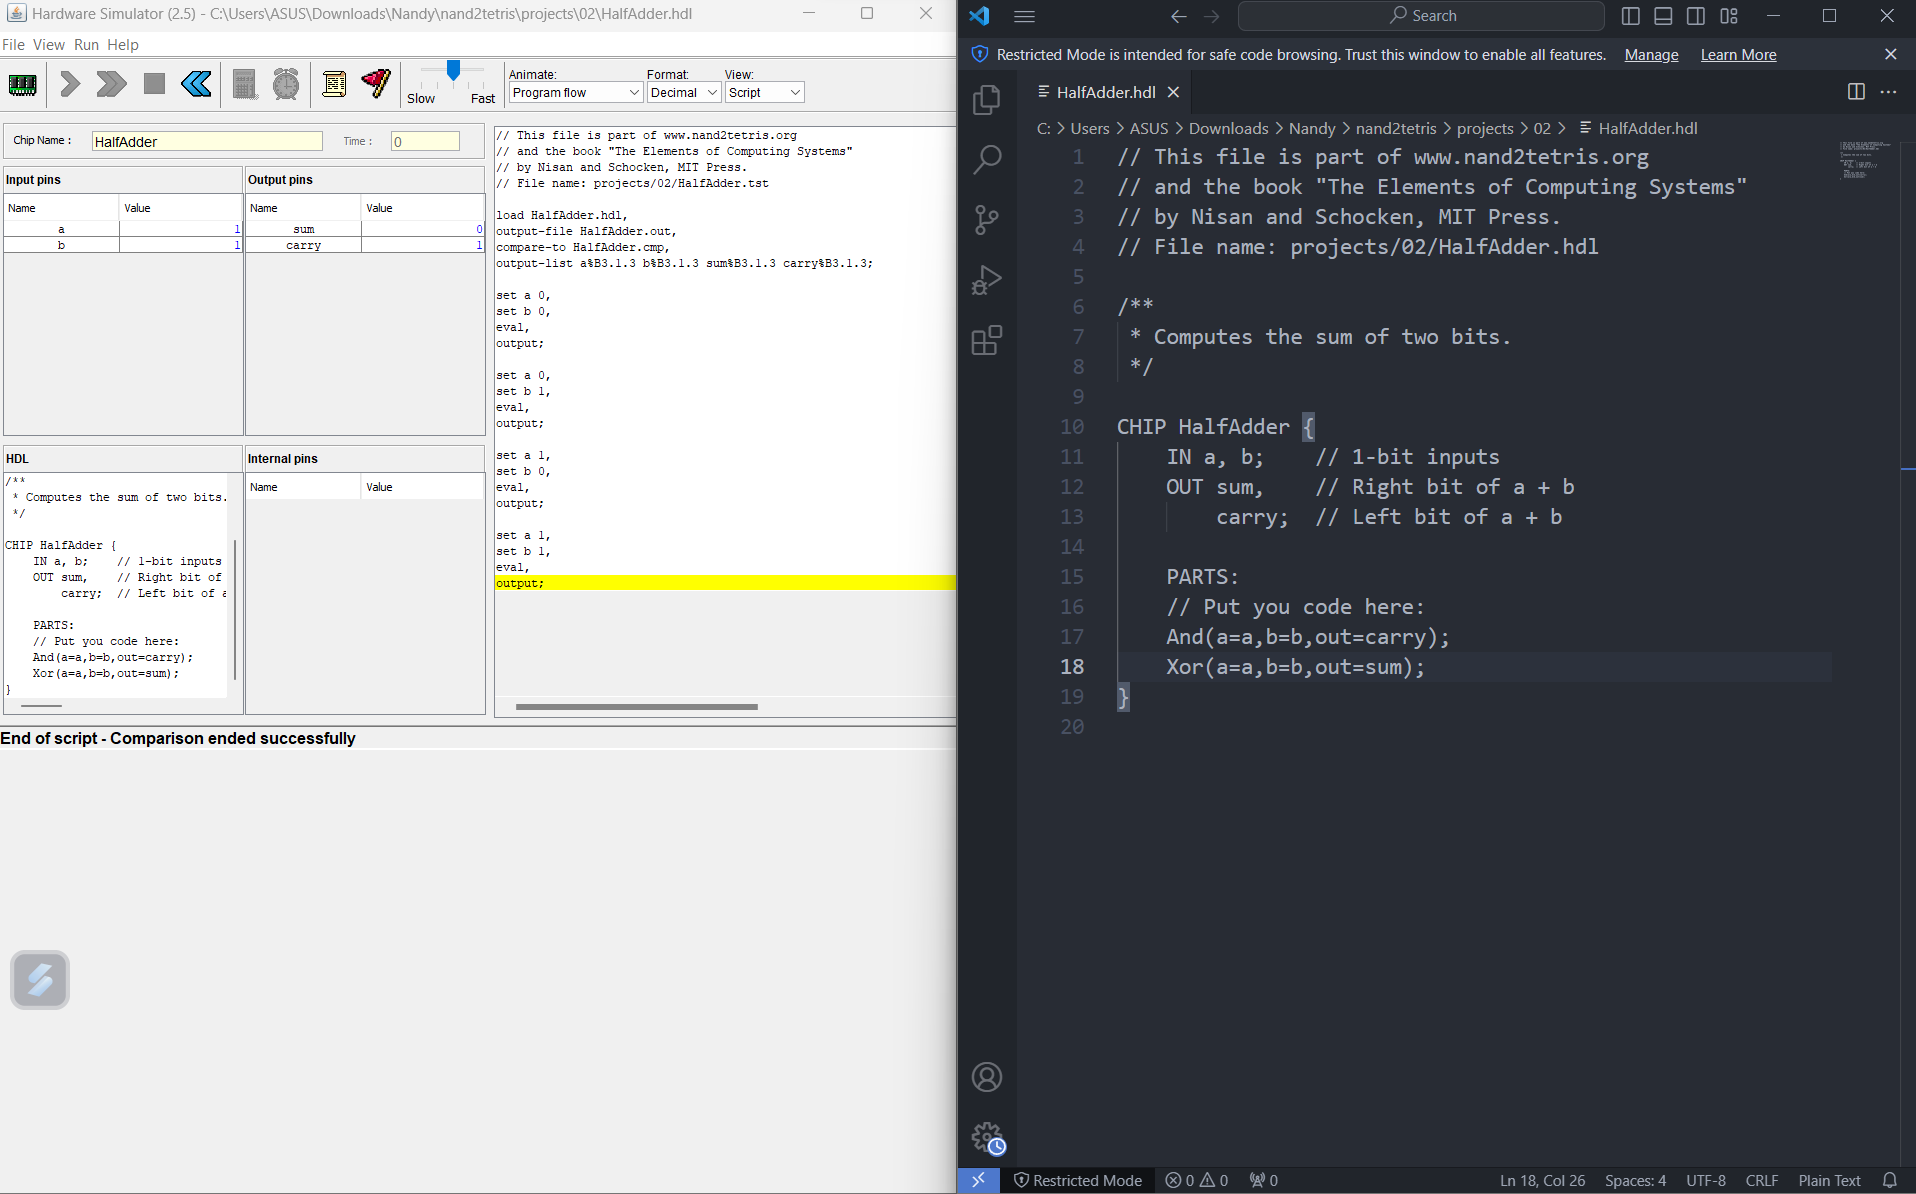 Hardware Simulator (2.5) - C:\Users\ASUS\Downloads\Nandy\nand2tetris\projects\02\HalfAdder.hdl
File View Run Help
Slow Fast
Animate: Format: View:
Program flow Decimal Script
Chip Name : HalfAdder Time : 0
Input pins
Name Value
a 1
b 1
Output pins
Name Value
sum 0
carry 1
HDL
/**
* Computes the sum of two bits.
*/
CHIP HalfAdder {
IN a, b; // 1-bit inputs
OUT sum, // Right bit of
carry; // Left bit of a
PARTS:
// Put you code here:
And(a=a,b=b,out=carry);
Xor(a=a,b=b,out=sum);
}
Internal pins
Name Value
// This file is part of www.nand2tetris.org
// and the book "The Elements of Computing Systems"
// by Nisan and Schocken, MIT Press.
// File name: projects/02/HalfAdder.tst
load HalfAdder.hdl,
output-file HalfAdder.out,
compare-to HalfAdder.cmp,
output-list a%B3.1.3 b%B3.1.3 sum%B3.1.3 carry%B3.1.3;
set a 0,
set b 0,
eval,
output;
set a 0,
set b 1,
eval,
output;
set a 1,
set b 0,
eval,
output;
set a 1,
set b 1,
eval,
output;
End of script - Comparison ended successfully
Search
Restricted Mode is intended for safe code browsing. Trust this window to enable all features. Manage Learn More
HalfAdder.hdl
C: > Users > ASUS > Downloads > Nandy > nand2tetris > projects > 02 > HalfAdder.hdl
1 // This file is part of www.nand2tetris.org
2 // and the book "The Elements of Computing Systems"
3 // by Nisan and Schocken, MIT Press.
4 // File name: projects/02/HalfAdder.hdl
5
6 /**
7 * Computes the sum of two bits.
8 */
9
10 CHIP HalfAdder {
11 IN a, b; // 1-bit inputs
12 OUT sum, // Right bit of a + b
13 carry; // Left bit of a + b
14
15 PARTS:
16 // Put you code here:
17 And(a=a,b=b,out=carry);
18 Xor(a=a,b=b,out=sum);
19 }
20
Restricted Mode 0 0 0 Ln 18, Col 26 Spaces: 4 UTF-8 CRLF Plain Text